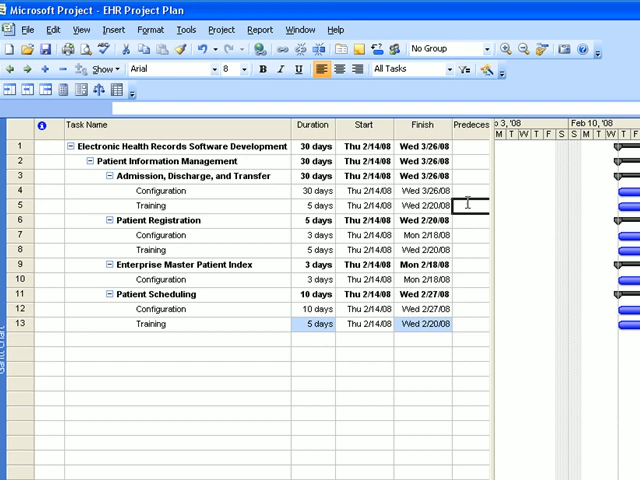 Microsoft Project - EHR Project Plan
File Edit View Insert Format Tools Project Report Window Help
No Group
Show Arial 8 B I U All Tasks Y=
Task Name Duration Start Finish Predeces
3, '08 Feb 10, '08
M T W T F S S M T W
1 Electronic Health Records Software Development 30 days Thu 2/14/08 Wed 3/26/08
2 Patient Information Management 30 days Thu 2/14/08 Wed 3/26/08
3 Admission, Discharge, and Transfer 30 days Thu 2/14/08 Wed 3/26/08
4 Configuration 30 days Thu 2/14/08 Wed 3/26/08
5 Training 5 days Thu 2/14/08 Wed 2/20/08
6 Patient Registration 5 days Thu 2/14/08 Wed 2/20/08
7 Configuration 3 days Thu 2/14/08 Mon 2/18/08
8 Training 5 days Thu 2/14/08 Wed 2/20/08
9 Enterprise Master Patient Index 3 days Thu 2/14/08 Mon 2/18/08
10 Configuration 3 days Thu 2/14/08 Mon 2/18/08
11 Patient Scheduling 10 days Thu 2/14/08 Wed 2/27/08
12 Configuration 10 days Thu 2/14/08 Wed 2/27/08
13 Training 5 days Thu 2/14/08 Wed 2/20/08
Gantt Chart